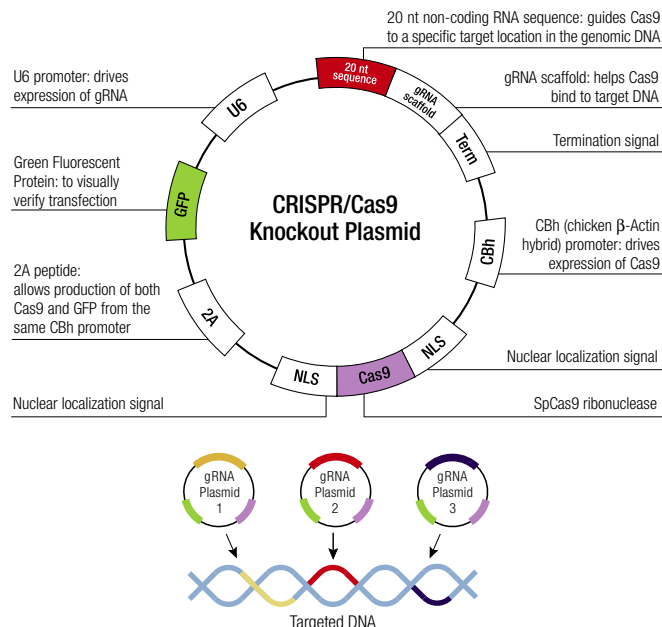 20 nt non-coding RNA sequence: guides Cas9
to a specific target location in the genomic DNA
U6 promoter: drives
expression of gRNA
20 nt
sequence
gRNA
scaffold
gRNA scaffold: helps Cas9
bind to target DNA
U6
Term
Termination signal
Green Fluorescent
Protein: to visually
verify transfection
GFP
CRISPR/Cas9
Knockout Plasmid
CBh
CBh (chicken β-Actin
hybrid) promoter: drives
expression of Cas9
2A peptide:
allows production of both
Cas9 and GFP from the
same CBh promoter
2A
NLS
Cas9
NLS
Nuclear localization signal
Nuclear localization signal
SpCas9 ribonuclease
gRNA
Plasmid
1
gRNA
Plasmid
2
gRNA
Plasmid
3
Targeted DNA